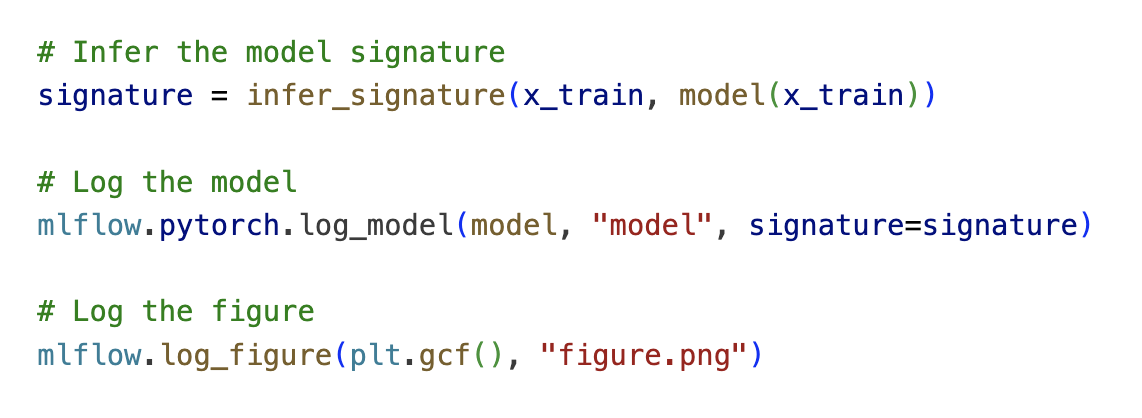 # Infer the model signature
signature = infer_signature(x_train, model(x_train))
# Log the model
mlflow.pytorch.log_model(model, "model", signature=signature)
# Log the figure
mlflow.log_figure(plt.gcf(), "figure.png")